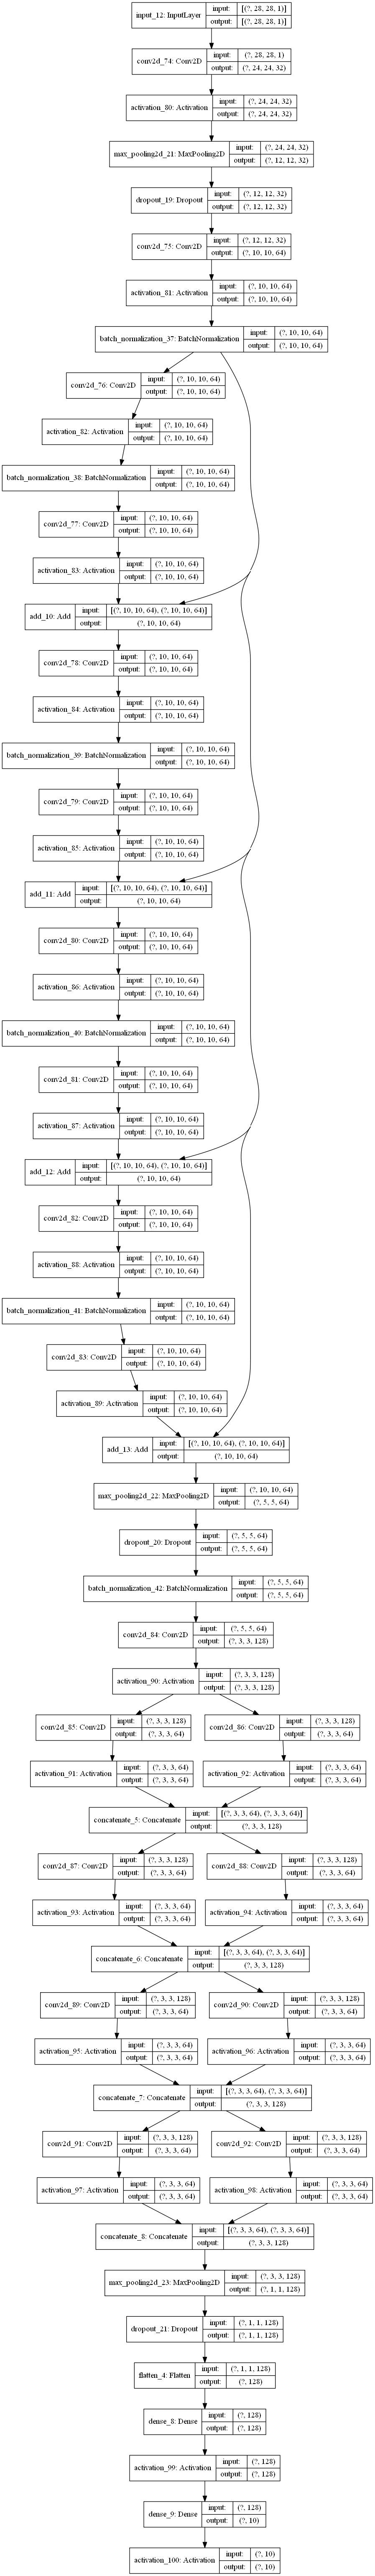 input_12: InputLayer input: [(?, 28, 28, 1)]
output: [(?, 28, 28, 1)]
conv2d_74: Conv2D input: (?, 28, 28, 1)
output: (?, 24, 24, 32)
activation_80: Activation input: (?, 24, 24, 32)
output: (?, 24, 24, 32)
max_pooling2d_21: MaxPooling2D input: (?, 24, 24, 32)
output: (?, 12, 12, 32)
dropout_19: Dropout input: (?, 12, 12, 32)
output: (?, 12, 12, 32)
conv2d_75: Conv2D input: (?, 12, 12, 32)
output: (?, 10, 10, 64)
activation_81: Activation input: (?, 10, 10, 64)
output: (?, 10, 10, 64)
batch_normalization_37: BatchNormalization input: (?, 10, 10, 64)
output: (?, 10, 10, 64)
conv2d_76: Conv2D input: (?, 10, 10, 64)
output: (?, 10, 10, 64)
activation_82: Activation input: (?, 10, 10, 64)
output: (?, 10, 10, 64)
batch_normalization_38: BatchNormalization input: (?, 10, 10, 64)
output: (?, 10, 10, 64)
conv2d_77: Conv2D input: (?, 10, 10, 64)
output: (?, 10, 10, 64)
activation_83: Activation input: (?, 10, 10, 64)
output: (?, 10, 10, 64)
add_10: Add input: [(?, 10, 10, 64), (?, 10, 10, 64)]
output: (?, 10, 10, 64)
conv2d_78: Conv2D input: (?, 10, 10, 64)
output: (?, 10, 10, 64)
activation_84: Activation input: (?, 10, 10, 64)
output: (?, 10, 10, 64)
batch_normalization_39: BatchNormalization input: (?, 10, 10, 64)
output: (?, 10, 10, 64)
conv2d_79: Conv2D input: (?, 10, 10, 64)
output: (?, 10, 10, 64)
activation_85: Activation input: (?, 10, 10, 64)
output: (?, 10, 10, 64)
add_11: Add input: [(?, 10, 10, 64), (?, 10, 10, 64)]
output: (?, 10, 10, 64)
conv2d_80: Conv2D input: (?, 10, 10, 64)
output: (?, 10, 10, 64)
activation_86: Activation input: (?, 10, 10, 64)
output: (?, 10, 10, 64)
batch_normalization_40: BatchNormalization input: (?, 10, 10, 64)
output: (?, 10, 10, 64)
conv2d_81: Conv2D input: (?, 10, 10, 64)
output: (?, 10, 10, 64)
activation_87: Activation input: (?, 10, 10, 64)
output: (?, 10, 10, 64)
add_12: Add input: [(?, 10, 10, 64), (?, 10, 10, 64)]
output: (?, 10, 10, 64)
conv2d_82: Conv2D input: (?, 10, 10, 64)
output: (?, 10, 10, 64)
activation_88: Activation input: (?, 10, 10, 64)
output: (?, 10, 10, 64)
batch_normalization_41: BatchNormalization input: (?, 10, 10, 64)
output: (?, 10, 10, 64)
conv2d_83: Conv2D input: (?, 10, 10, 64)
output: (?, 10, 10, 64)
activation_89: Activation input: (?, 10, 10, 64)
output: (?, 10, 10, 64)
add_13: Add input: [(?, 10, 10, 64), (?, 10, 10, 64)]
output: (?, 10, 10, 64)
max_pooling2d_22: MaxPooling2D input: (?, 10, 10, 64)
output: (?, 5, 5, 64)
dropout_20: Dropout input: (?, 5, 5, 64)
output: (?, 5, 5, 64)
batch_normalization_42: BatchNormalization input: (?, 5, 5, 64)
output: (?, 5, 5, 64)
conv2d_84: Conv2D input: (?, 5, 5, 64)
output: (?, 3, 3, 128)
activation_90: Activation input: (?, 3, 3, 128)
output: (?, 3, 3, 128)
conv2d_85: Conv2D input: (?, 3, 3, 128)
output: (?, 3, 3, 64)
conv2d_86: Conv2D input: (?, 3, 3, 128)
output: (?, 3, 3, 64)
activation_91: Activation input: (?, 3, 3, 64)
output: (?, 3, 3, 64)
activation_92: Activation input: (?, 3, 3, 64)
output: (?, 3, 3, 64)
concatenate_5: Concatenate input: [(?, 3, 3, 64), (?, 3, 3, 64)]
output: (?, 3, 3, 128)
conv2d_87: Conv2D input: (?, 3, 3, 128)
output: (?, 3, 3, 64)
conv2d_88: Conv2D input: (?, 3, 3, 128)
output: (?, 3, 3, 64)
activation_93: Activation input: (?, 3, 3, 64)
output: (?, 3, 3, 64)
activation_94: Activation input: (?, 3, 3, 64)
output: (?, 3, 3, 64)
concatenate_6: Concatenate input: [(?, 3, 3, 64), (?, 3, 3, 64)]
output: (?, 3, 3, 128)
conv2d_89: Conv2D input: (?, 3, 3, 128)
output: (?, 3, 3, 64)
conv2d_90: Conv2D input: (?, 3, 3, 128)
output: (?, 3, 3, 64)
activation_95: Activation input: (?, 3, 3, 64)
output: (?, 3, 3, 64)
activation_96: Activation input: (?, 3, 3, 64)
output: (?, 3, 3, 64)
concatenate_7: Concatenate input: [(?, 3, 3, 64), (?, 3, 3, 64)]
output: (?, 3, 3, 128)
conv2d_91: Conv2D input: (?, 3, 3, 128)
output: (?, 3, 3, 64)
conv2d_92: Conv2D input: (?, 3, 3, 128)
output: (?, 3, 3, 64)
activation_97: Activation input: (?, 3, 3, 64)
output: (?, 3, 3, 64)
activation_98: Activation input: (?, 3, 3, 64)
output: (?, 3, 3, 64)
concatenate_8: Concatenate input: [(?, 3, 3, 64), (?, 3, 3, 64)]
output: (?, 3, 3, 128)
max_pooling2d_23: MaxPooling2D input: (?, 3, 3, 128)
output: (?, 1, 1, 128)
dropout_21: Dropout input: (?, 1, 1, 128)
output: (?, 1, 1, 128)
flatten_4: Flatten input: (?, 1, 1, 128)
output: (?, 128)
dense_8: Dense input: (?, 128)
output: (?, 128)
activation_99: Activation input: (?, 128)
output: (?, 128)
dense_9: Dense input: (?, 128)
output: (?, 10)
activation_100: Activation input: (?, 10)
output: (?, 10)